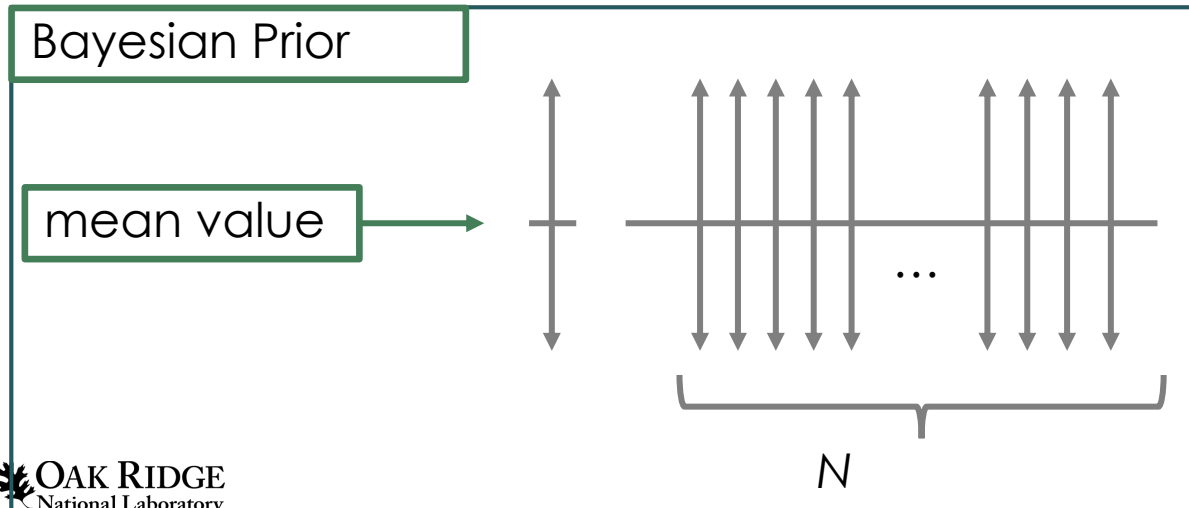 Bayesian Prior
mean value
...
N
OAK RIDGE
National Laboratory